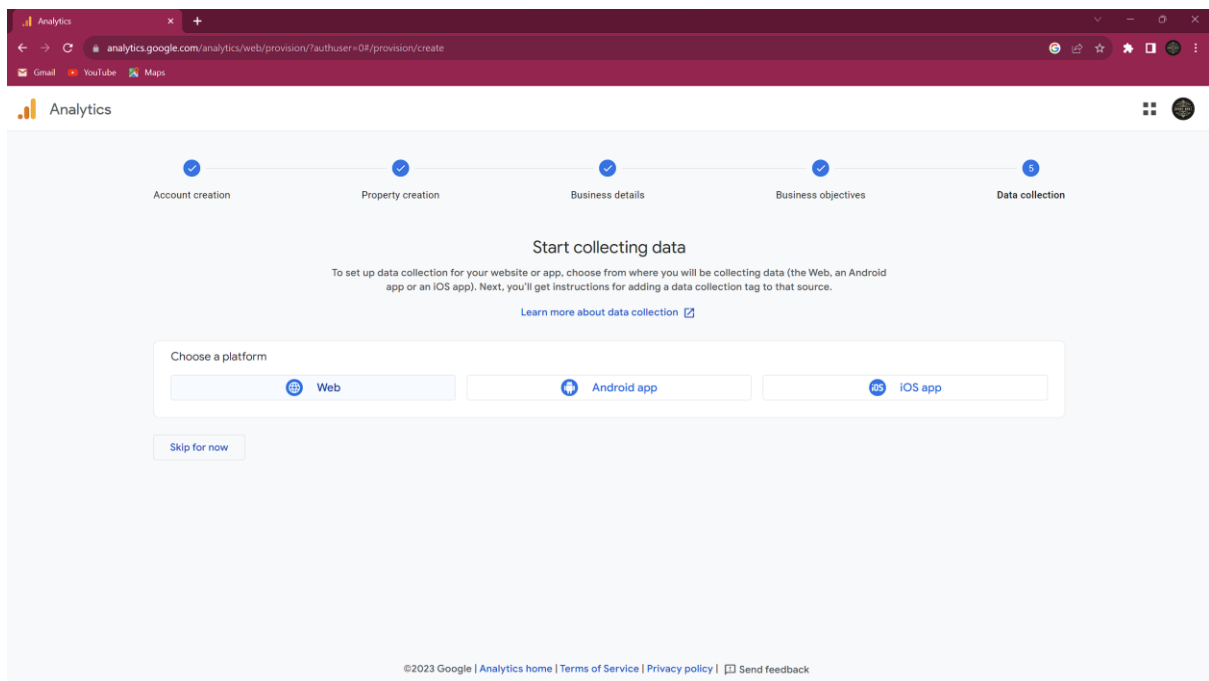 Analytics
analytics.google.com/analytics/web/provision/?authuser=0#/provision/create
Gmail YouTube Maps
Analytics
5
Account creation Property creation Business details Business objectives Data collection
Start collecting data
To set up data collection for your website or app, choose from where you will be collecting data (the Web, an Android
app or an iOS app). Next, you'll get instructions for adding a data collection tag to that source.
Learn more about data collection
Choose a platform
Web Android app iOS iOS app
Skip for now
©2023 Google | Analytics home | Terms of Service | Privacy policy | Send feedback